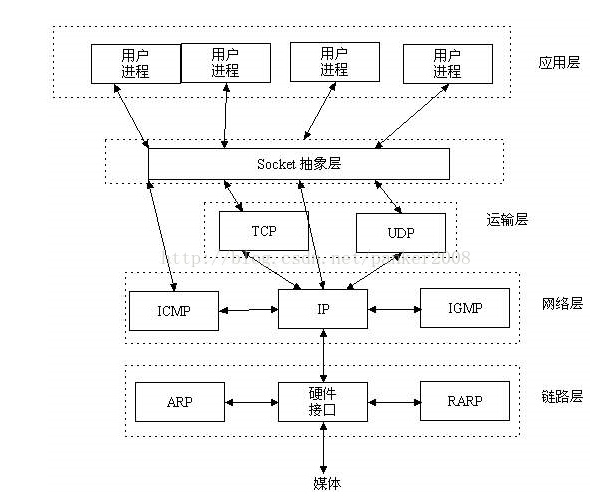 用户 用户 用户 用户
进程 进程 进程 进程
应用层
Socket 抽象层
运输层
TCP
UDP
http://blog.csdn.net/packer2008
网络层
ICMP
IP
IGMP
链路层
ARP
硬件
接口
RARP
媒体